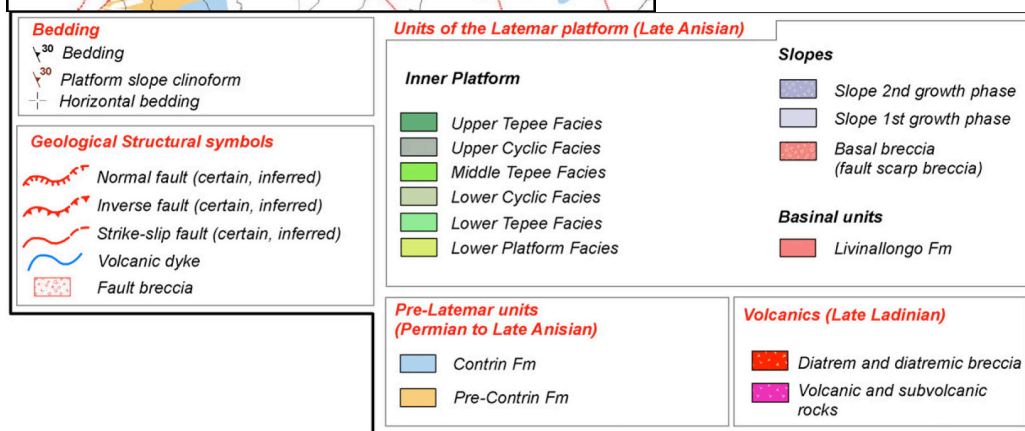 Bedding
30 Bedding
30 Platform slope clinoform
Horizontal bedding
Geological Structural symbols
Normal fault (certain, inferred)
Inverse fault (certain, inferred)
Strike-slip fault (certain, inferred)
Volcanic dyke
Fault breccia
Units of the Latemar platform (Late Anisian)
Inner Platform
Upper Tepee Facies
Upper Cyclic Facies
Middle Tepee Facies
Lower Cyclic Facies
Lower Tepee Facies
Lower Platform Facies
Slopes
Slope 2nd growth phase
Slope 1st growth phase
Basal breccia
(fault scarp breccia)
Basinal units
Livinallongo Fm
Pre-Latemar units
(Permian to Late Anisian)
Contrin Fm
Pre-Contrin Fm
Volcanics (Late Ladinian)
Diatrem and diatremic breccia
Volcanic and subvolcanic
rocks